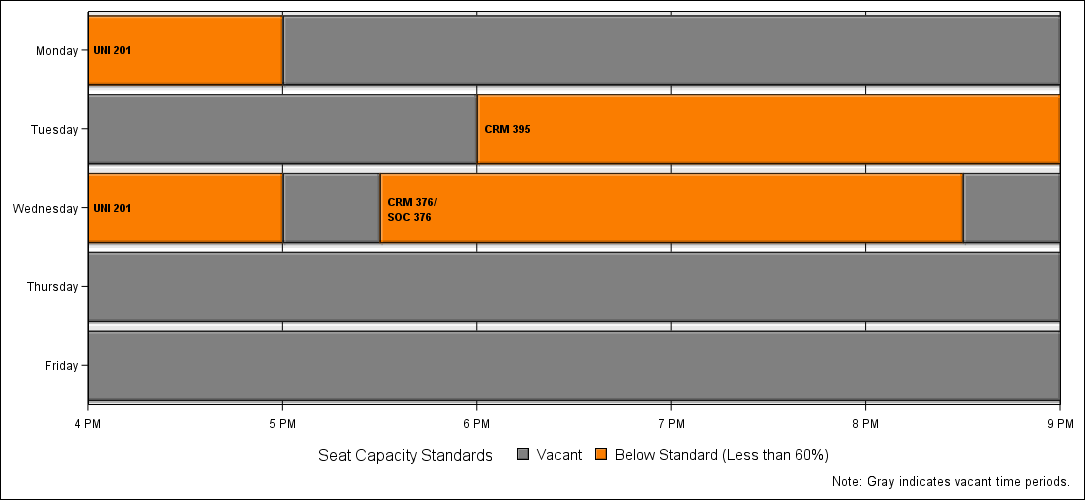 Monday
UNI 201
Tuesday
CRM 395
Wednesday
UNI 201
CRM 376/
SOC 376
Thursday
Friday
4 PM 5 PM 6 PM 7 PM 8 PM 9 PM
Seat Capacity Standards Vacant Below Standard (Less than 60%)
Note: Gray indicates vacant time periods.